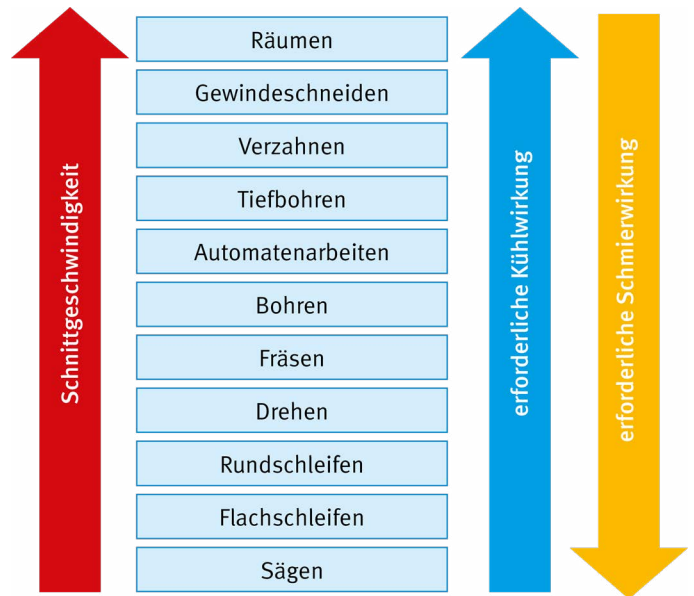 Schnittgeschwindigkeit
Räumen
Gewindeschneiden
Verzahnen
Tiefbohren
Automatenarbeiten
Bohren
Fräsen
Drehen
Rundschleifen
Flachschleifen
Sägen
erforderliche Kühlwirkung
erforderliche Schmierwirkung